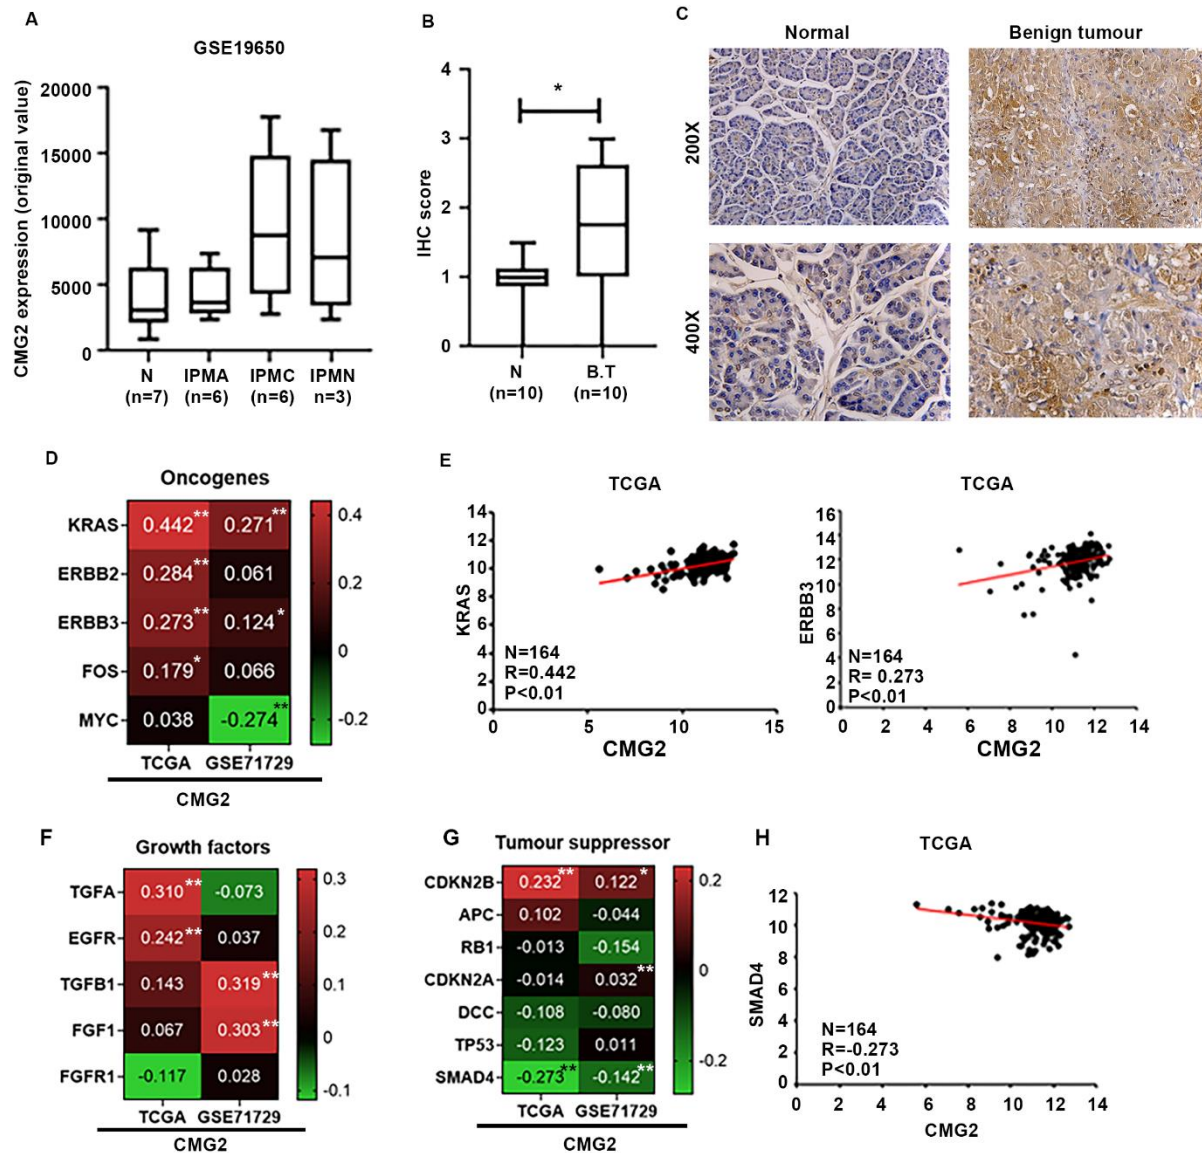 A
GSE19650
CMG2 expression (original value)
20000
15000
10000
5000
0
N IPMA IPMC IPMN
(n=7) (n=6) (n=6) n=3)
B
IHC score
4
3
2
1
0
*
N B.T
(n=10) (n=10)
C
Normal Benign tumour
200X
400X
D
Oncogenes
KRAS 0.442** 0.271**
ERBB2 0.284** 0.061
ERBB3 0.273** 0.124*
FOS 0.179* 0.066
MYC 0.038 -0.274**
0.4
0.2
0
-0.2
TCGA GSE71729
CMG2
E
TCGA
KRAS
14
12
10
8
6
4
2
0
N=164
R=0.442
P<0.01
0 5 10 15
CMG2
TCGA
ERBB3
16
14
12
10
8
6
4
2
0
N=164
R= 0.273
P<0.01
0 2 4 6 8 10 12 14
CMG2
F
Growth factors
TGFA 0.310** -0.073
EGFR 0.242** 0.037
TGFB1 0.143 0.319**
FGF1 0.067 0.303**
FGFR1 -0.117 0.028
0.3
0.2
0.1
0
-0.1
TCGA GSE71729
CMG2
G
Tumour suppressor
CDKN2B 0.232** 0.122*
APC 0.102 -0.044
RB1 -0.013 -0.154
CDKN2A -0.014 0.032**
DCC -0.108 -0.080
TP53 -0.123 0.011
SMAD4 -0.273** -0.142**
0.2
0
-0.2
TCGA GSE71729
CMG2
H
TCGA
SMAD4
12
10
8
6
4
2
0
N=164
R=-0.273
P<0.01
0 2 4 6 8 10 12 14
CMG2